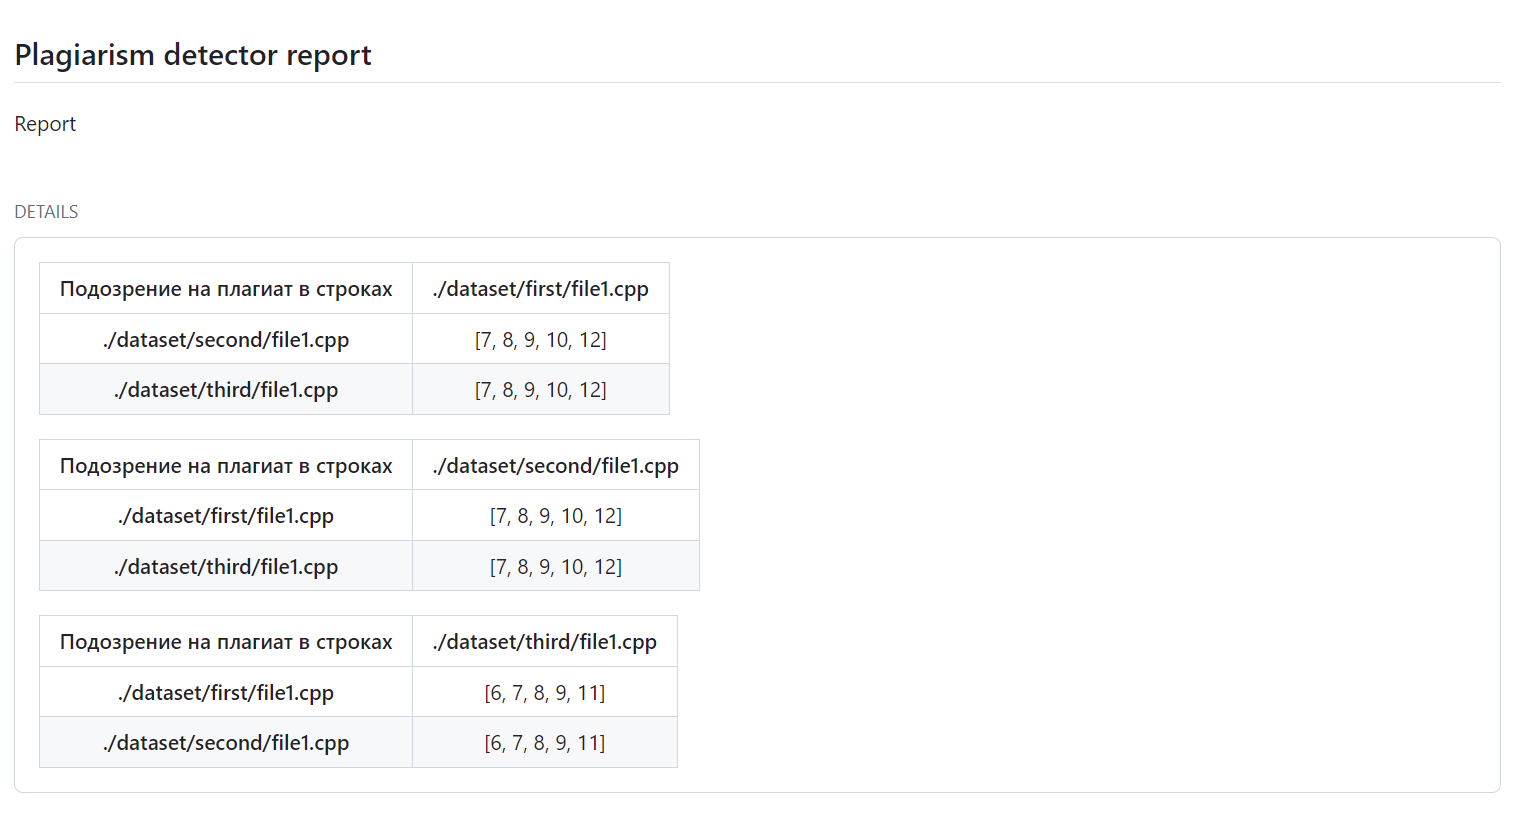 Plagiarism detector report
Report
DETAILS
Подозрение на плагиат в строках ./dataset/first/file1.cpp
./dataset/second/file1.cpp [7, 8, 9, 10, 12]
./dataset/third/file1.cpp [7, 8, 9, 10, 12]
Подозрение на плагиат в строках ./dataset/second/file1.cpp
./dataset/first/file1.cpp [7, 8, 9, 10, 12]
./dataset/third/file1.cpp [7, 8, 9, 10, 12]
Подозрение на плагиат в строках ./dataset/third/file1.cpp
./dataset/first/file1.cpp [6, 7, 8, 9, 11]
./dataset/second/file1.cpp [6, 7, 8, 9, 11]